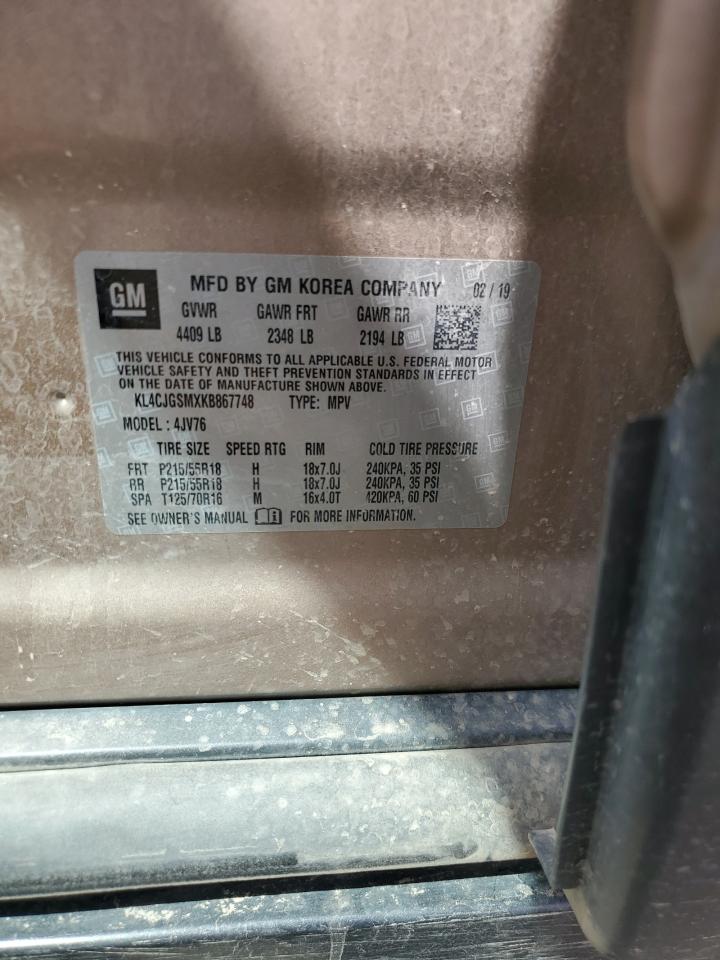 GM MFD BY GM KOREA COMPANY 02/19
GVWR GAWR FRT GAWR RR
4409 LB 2348 LB 2194 LB
THIS VEHICLE CONFORMS TO ALL APPLICABLE U.S. FEDERAL MOTOR
VEHICLE SAFETY AND THEFT PREVENTION STANDARDS IN EFFECT
ON THE DATE OF MANUFACTURE SHOWN ABOVE.
KL4CJGSMXKB867748 TYPE: MPV
MODEL: 4JV76
TIRE SIZE SPEED RTG RIM COLD TIRE PRESSURE
FRT P215/55R18 H 18x7.0J 240KPA, 35 PSI
RR P215/55R18 H 18x7.0J 240KPA, 35 PSI
SPA T125/70R16 M 16x4.0T 420KPA, 60 PSI
SEE OWNER'S MANUAL FOR MORE INFORMATION.